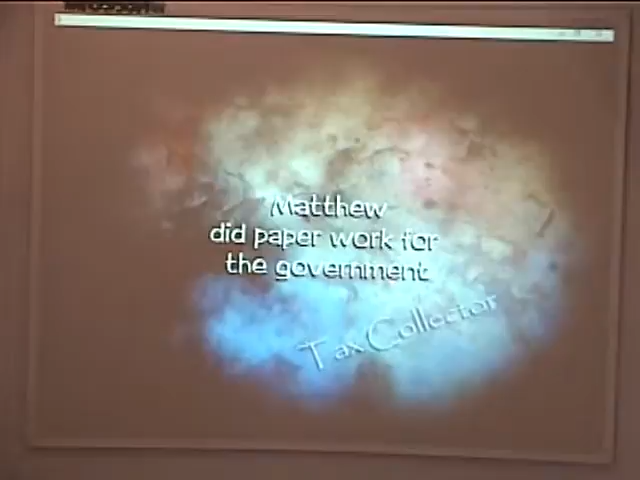 Matthew
did paper work for
the government
Tax Collector